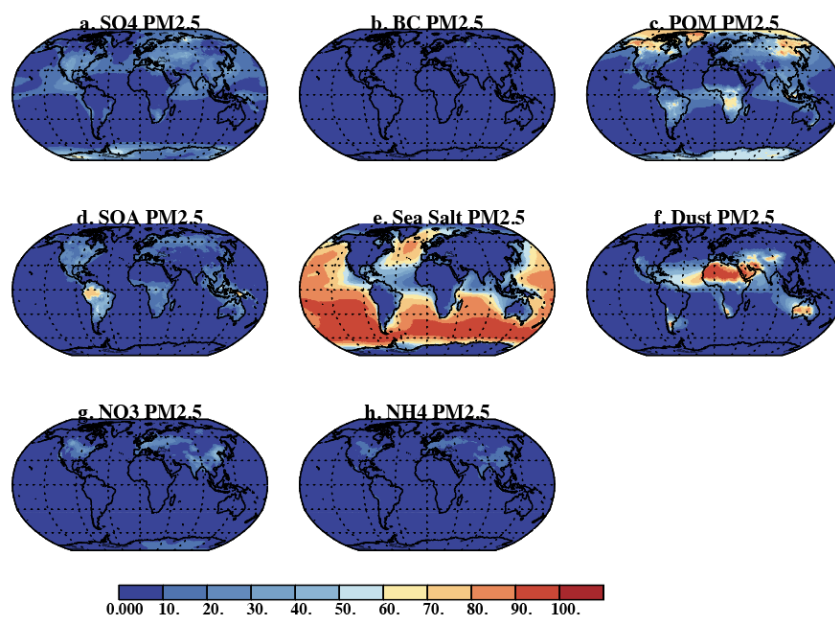 a. SO4 PM2.5
b. BC PM2.5
c. POM PM2.5
d. SOA PM2.5
e. Sea Salt PM2.5
f. Dust PM2.5
g. NO3 PM2.5
h. NH4 PM2.5
0.000 10. 20. 30. 40. 50. 60. 70. 80. 90. 100.